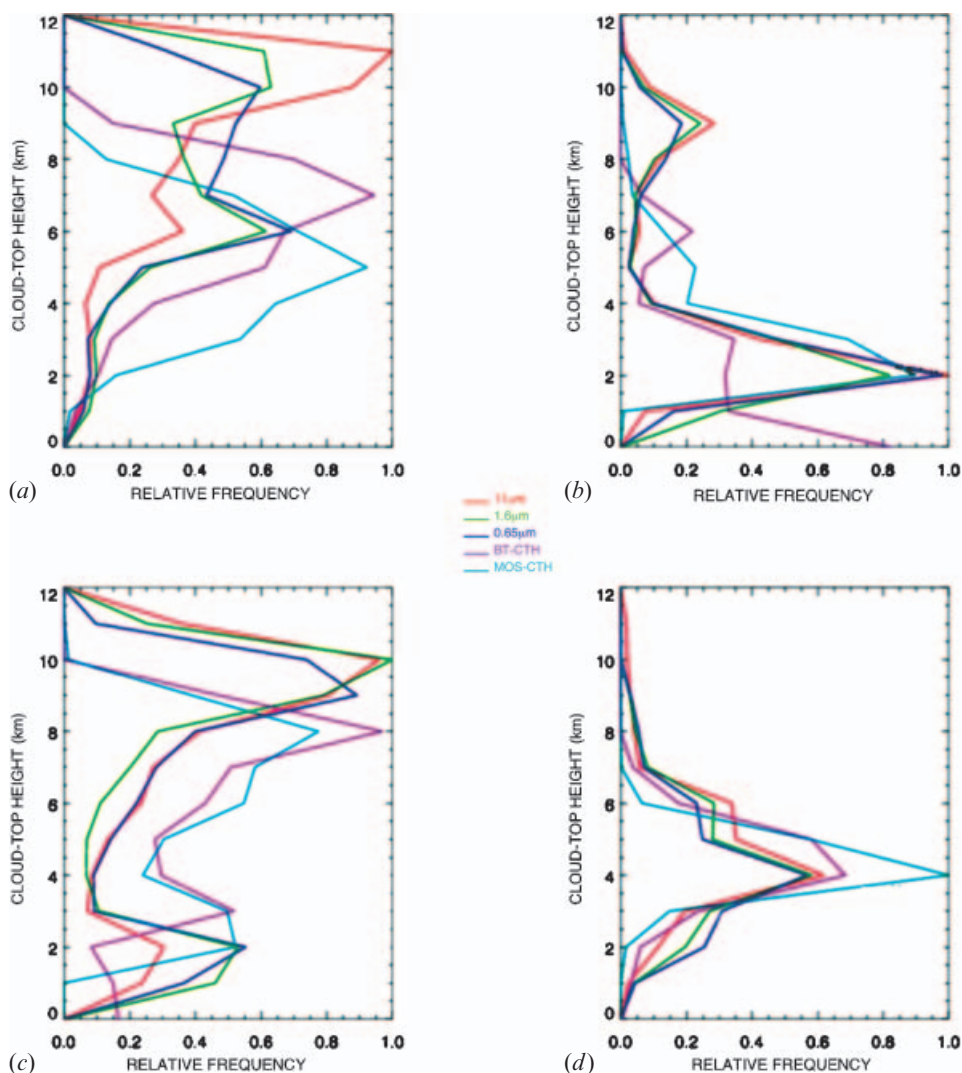 12
10
8
6
4
2
0
CLOUD-TOP HEIGHT (km)
0.0 0.2 0.4 0.6 0.8 1.0
(a) RELATIVE FREQUENCY
12
10
8
6
4
2
0
CLOUD-TOP HEIGHT (km)
0.0 0.2 0.4 0.6 0.8 1.0
(b) RELATIVE FREQUENCY
11μm
1.6μm
0.65μm
BT-CTH
MOS-CTH
12
10
8
6
4
2
0
CLOUD-TOP HEIGHT (km)
0.0 0.2 0.4 0.6 0.8 1.0
(c) RELATIVE FREQUENCY
12
10
8
6
4
2
0
CLOUD-TOP HEIGHT (km)
0.0 0.2 0.4 0.6 0.8 1.0
(d) RELATIVE FREQUENCY